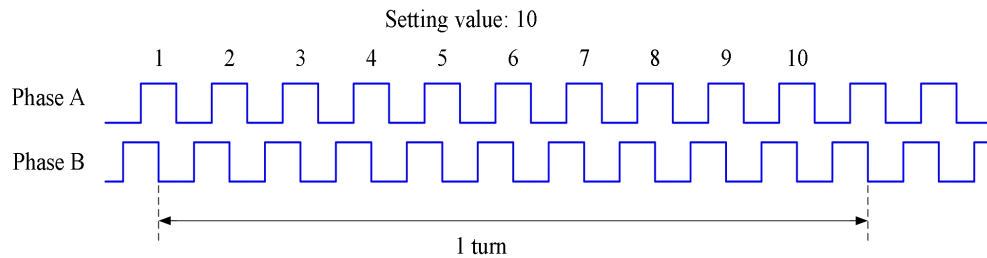 Setting value: 10
1 2 3 4 5 6 7 8 9 10
Phase A
Phase B
1 turn